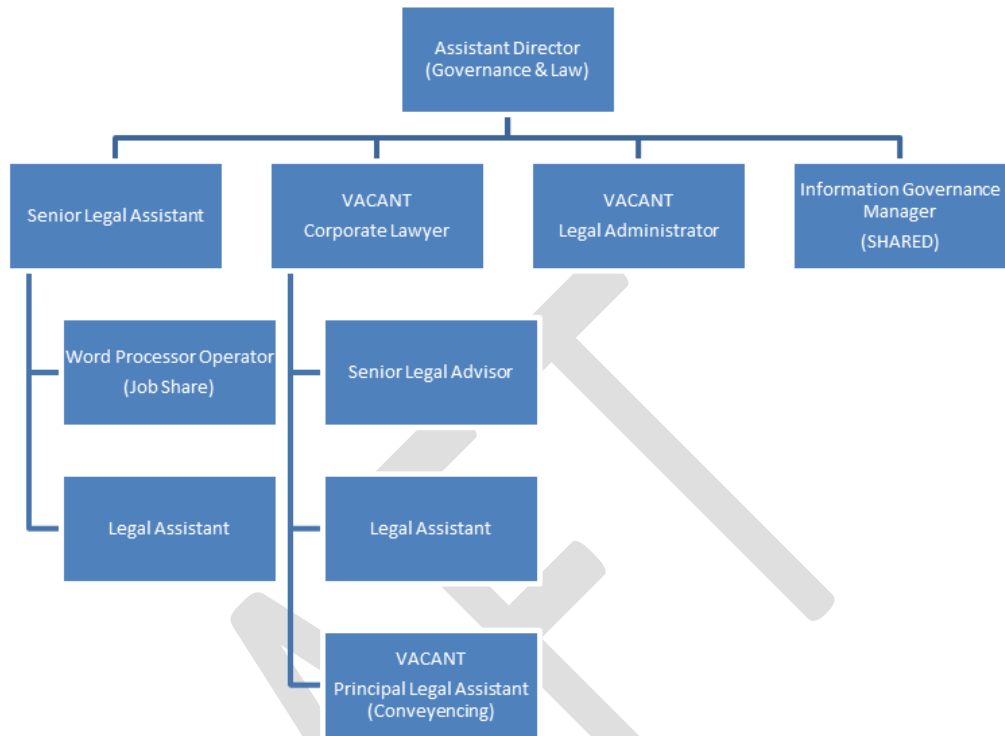 Assistant Director
(Governance & Law)
Senior Legal Assistant
VACANT
Corporate Lawyer
VACANT
Legal Administrator
Information Governance
Manager
(SHARED)
Word Processor Operator
(Job Share)
Senior Legal Advisor
Legal Assistant
Legal Assistant
VACANT
Principal Legal Assistant
(Conveyencing)